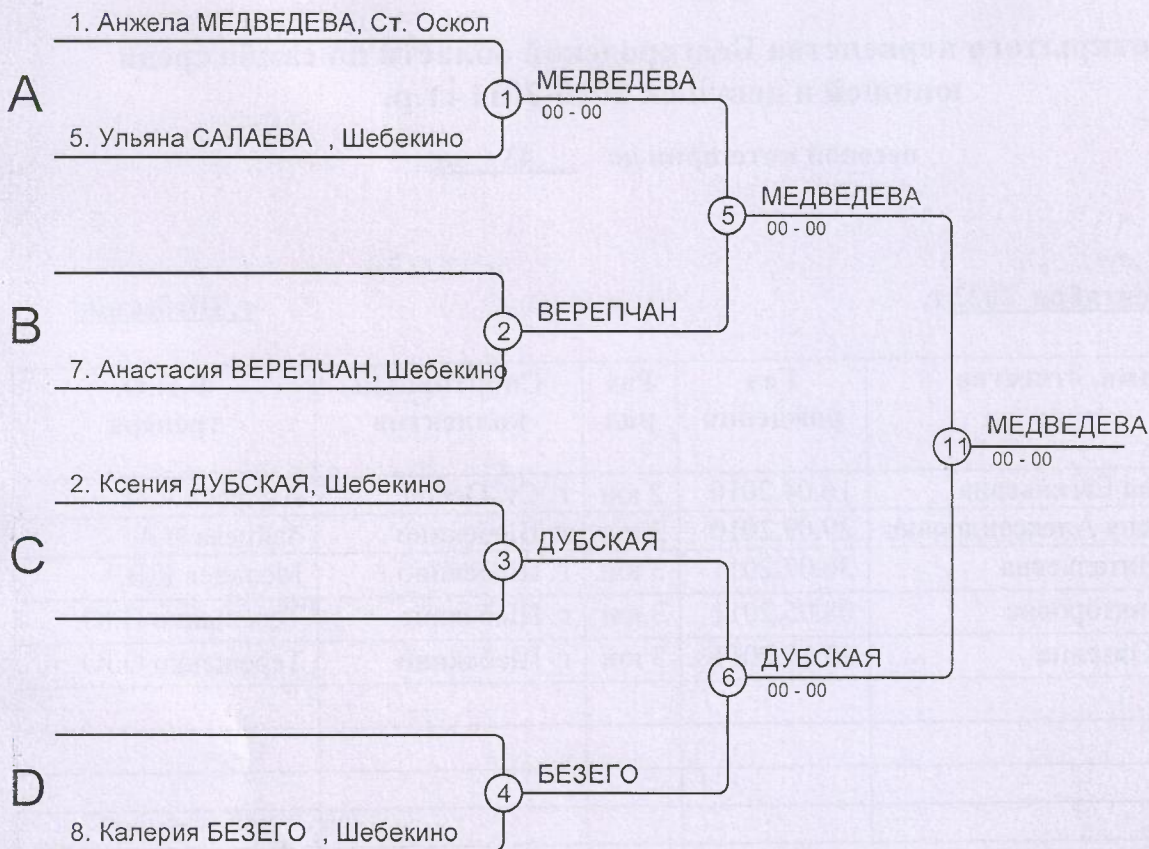 1. Анжела МЕДВЕДЕВА, Ст. Оскол
A
1
МЕДВЕДЕВА
00 - 00
5. Ульяна САЛАЕВА , Шебекино
5
МЕДВЕДЕВА
00 - 00
B
2
ВЕРЕПЧАН
7. Анастасия ВЕРЕПЧАН, Шебекино
11
МЕДВЕДЕВА
00 - 00
2. Ксения ДУБСКАЯ, Шебекино
C
3
ДУБСКАЯ
6
ДУБСКАЯ
00 - 00
D
4
БЕЗЕГО
8. Калерия БЕЗЕГО , Шебекино